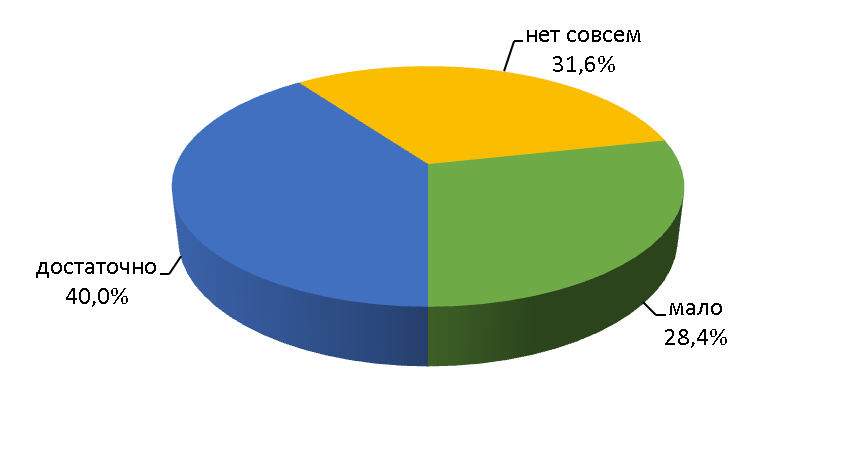 нет совсем
31,6%
достаточно
40,0%
мало
28,4%